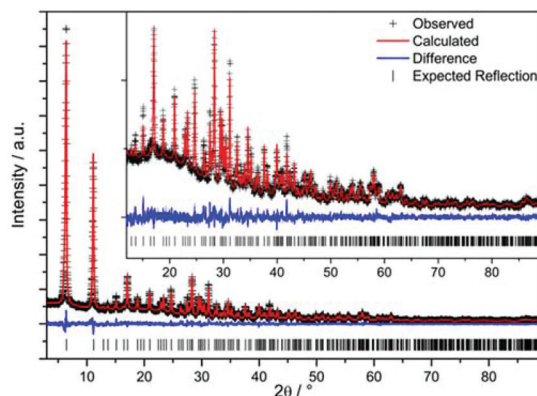 Observed
Calculated
Difference
Expected Reflection
20 30 40 50 60 70 80
Intensity / a.u.
10 20 30 40 50 60 70 80
2θ / °